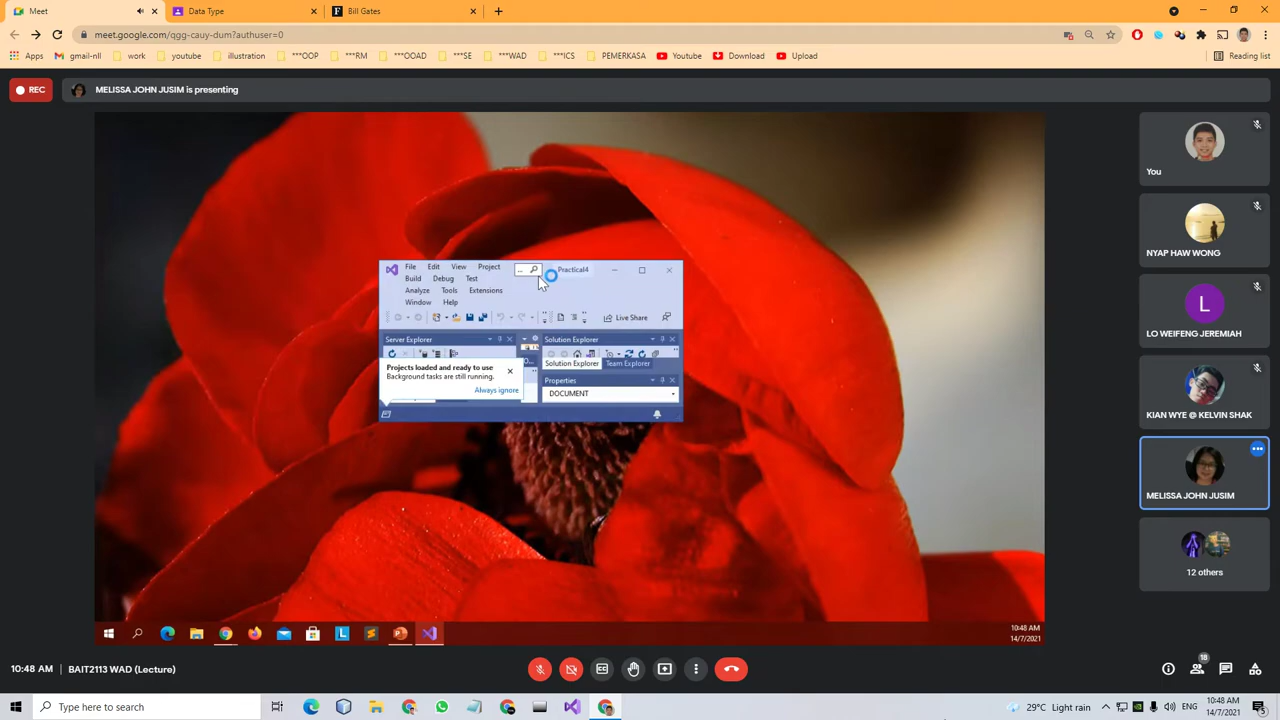 Meet
Data Type
Bill Gates
meet.google.com/qgg-cauy-dum?authuser=0
Apps
gmail-nll
work
youtube
illustration
***OOP
***RM
***OOAD
***SE
***WAD
***ICS
PEMERKASA
Youtube
Download
Upload
Reading list
REC
MELISSA JOHN JUSIM is presenting
You
NYAP HAW WONG
LO WEIFENG JEREMIAH
KIAN WYE @ KELVIN SHAK
MELISSA JOHN JUSIM
12 others
File Edit View Project
... Practical4
Build Debug Test
Analyze Tools Extensions
Window Help
Live Share
Server Explorer
Solution Explorer
Projects loaded and ready to use
Background tasks are still running.
Always ignore
Solution Explorer Team Explorer
Properties
DOCUMENT
10:48 AM
14/7/2021
10:48 AM | BAIT2113 WAD (Lecture)
18
Type here to search
29°C Light rain
ENG
10:48 AM
14/7/2021